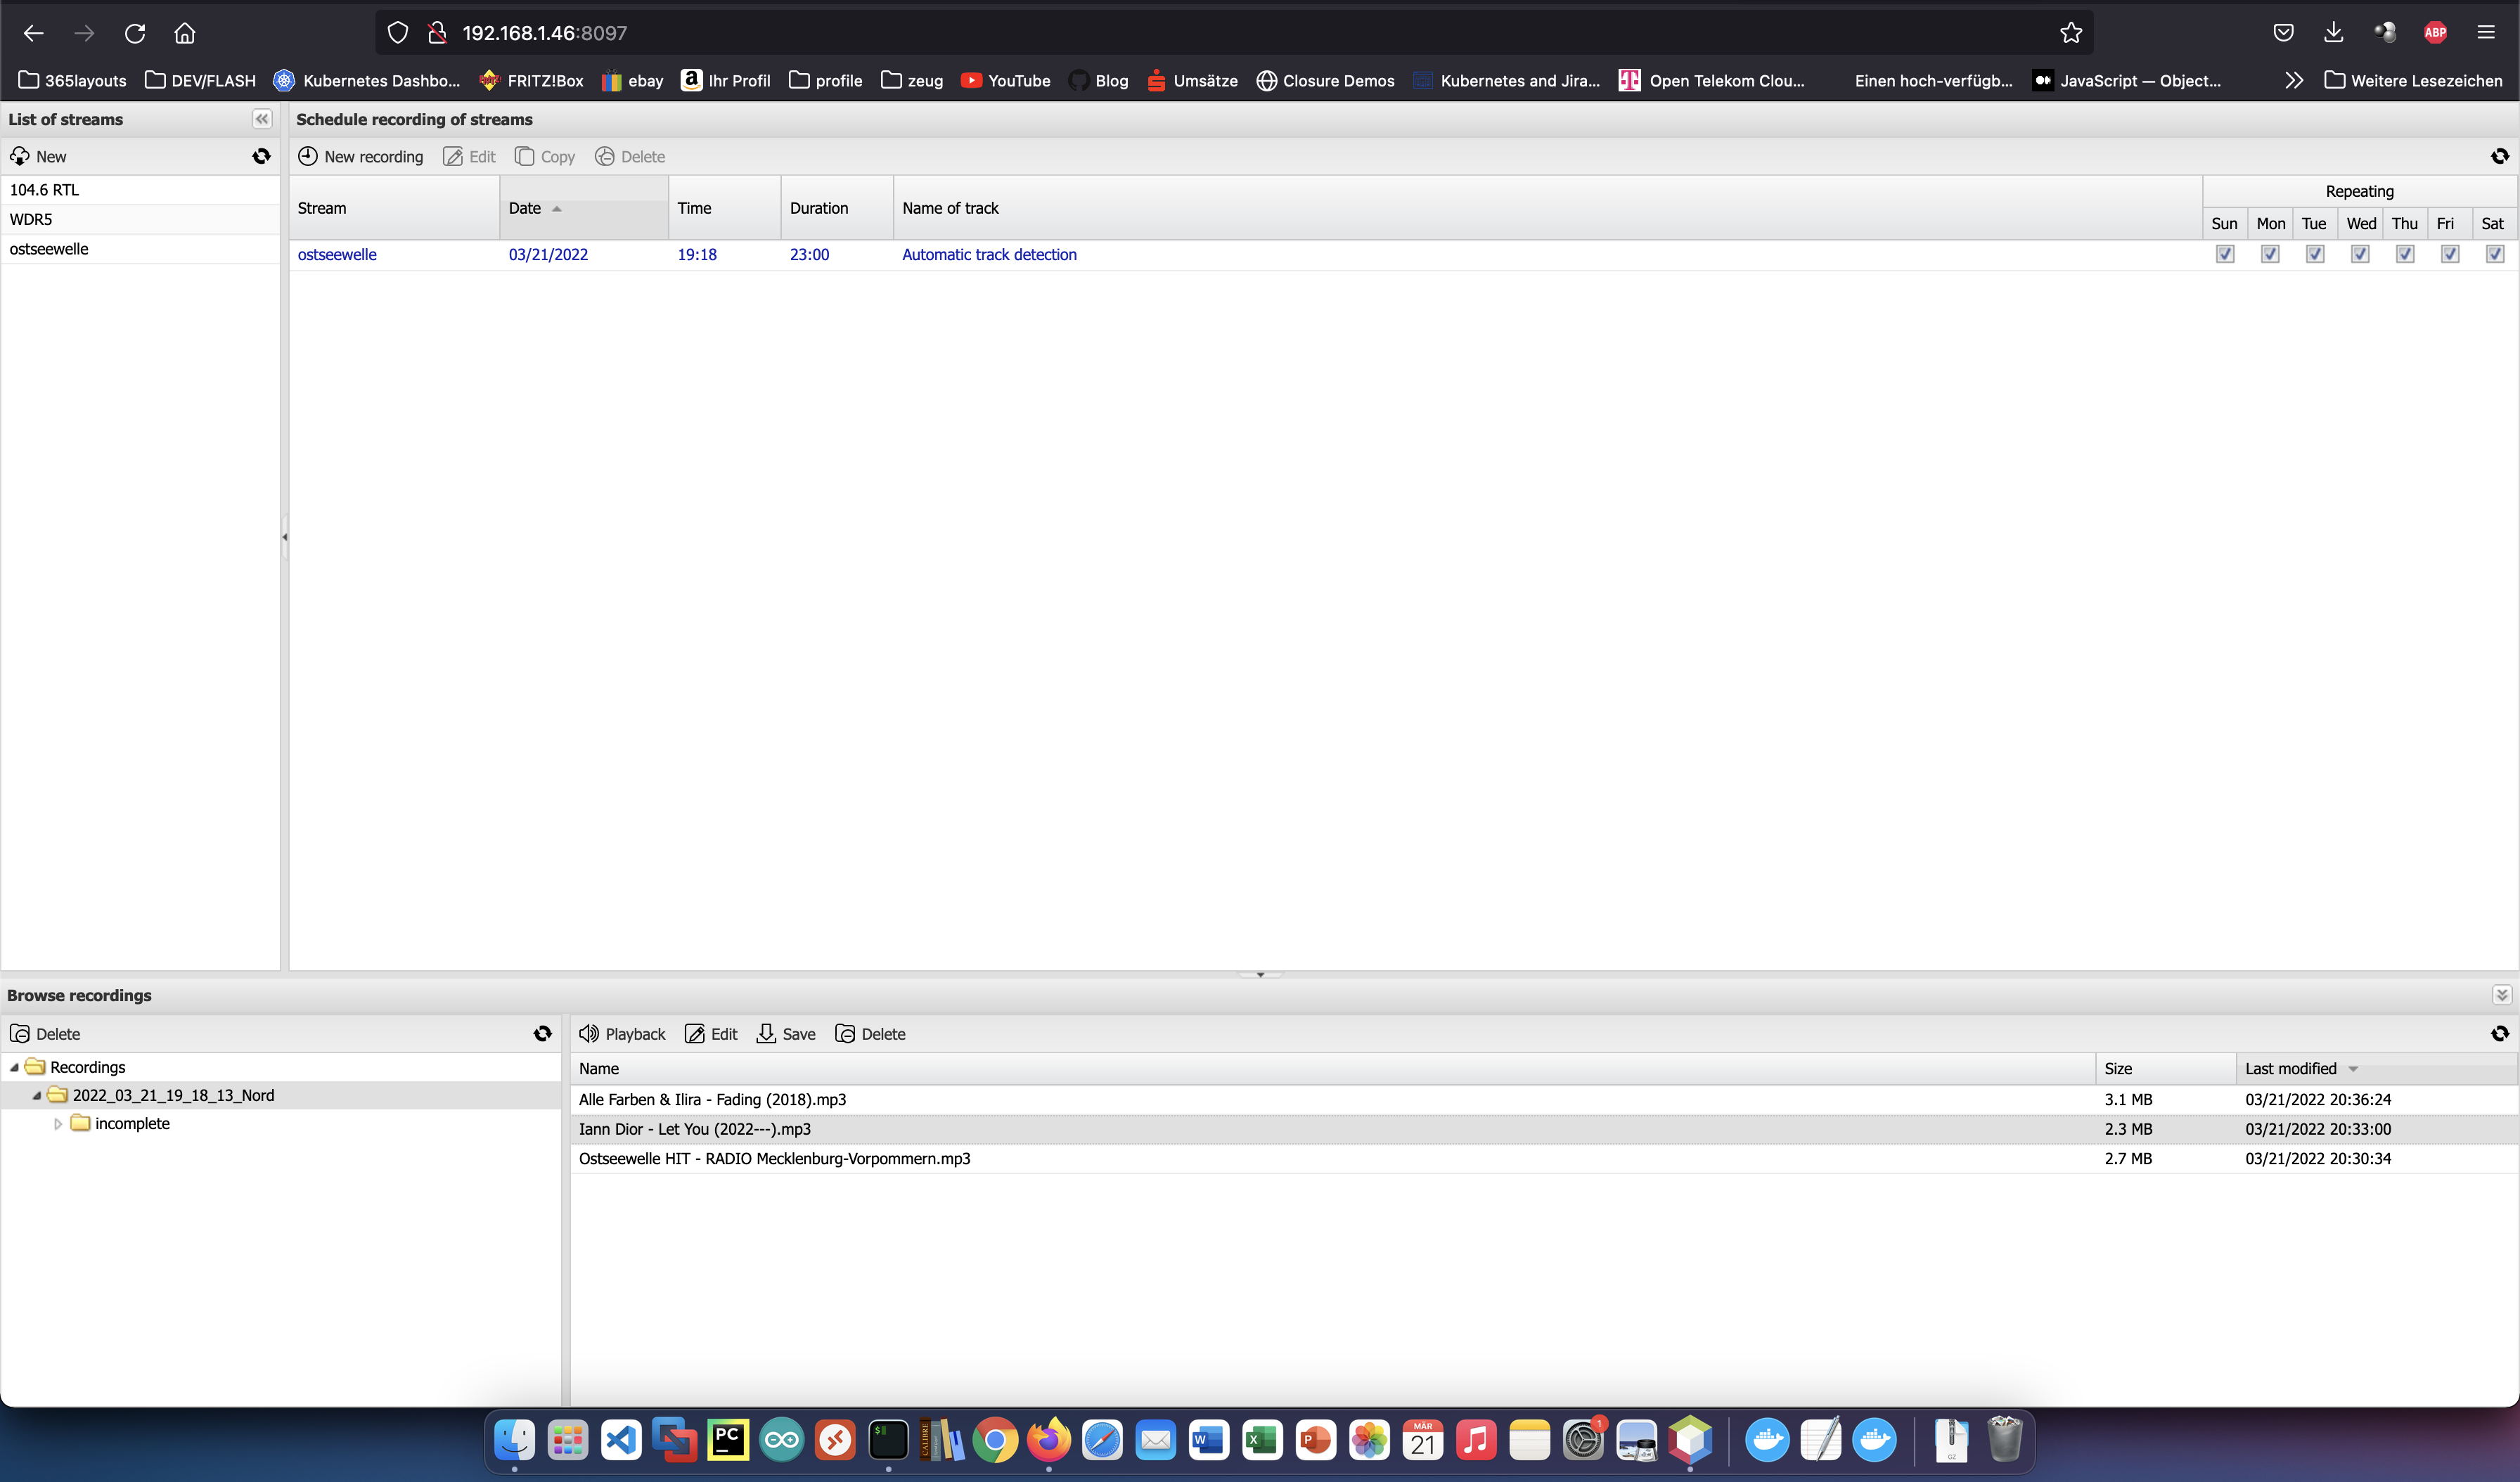 192.168.1.46:8097
ABP
365layouts DEV/FLASH Kubernetes Dashbo... FRITZ!Box ebay Ihr Profil profile zeug YouTube Blog Umsätze Closure Demos Kubernetes and Jira... Open Telekom Clou... Einen hoch-verfügb... JavaScript — Object... Weitere Lesezeichen
List of streams
New
104.6 RTL
WDR5
ostseewelle
Schedule recording of streams
New recording Edit Copy Delete
Repeating
Stream Date Time Duration Name of track
Sun Mon Tue Wed Thu Fri Sat
ostseewelle 03/21/2022 19:18 23:00 Automatic track detection
Browse recordings
Delete
Recordings
2022_03_21_19_18_13_Nord
incomplete
Playback Edit Save Delete
Name Size Last modified
Alle Farben & Ilira - Fading (2018).mp3 3.1 MB 03/21/2022 20:36:24
Iann Dior - Let You (2022---).mp3 2.3 MB 03/21/2022 20:33:00
Ostseewelle HIT - RADIO Mecklenburg-Vorpommern.mp3 2.7 MB 03/21/2022 20:30:34
PC
$
CALIBRE
W
X
P
MÄR
21
1
GZ